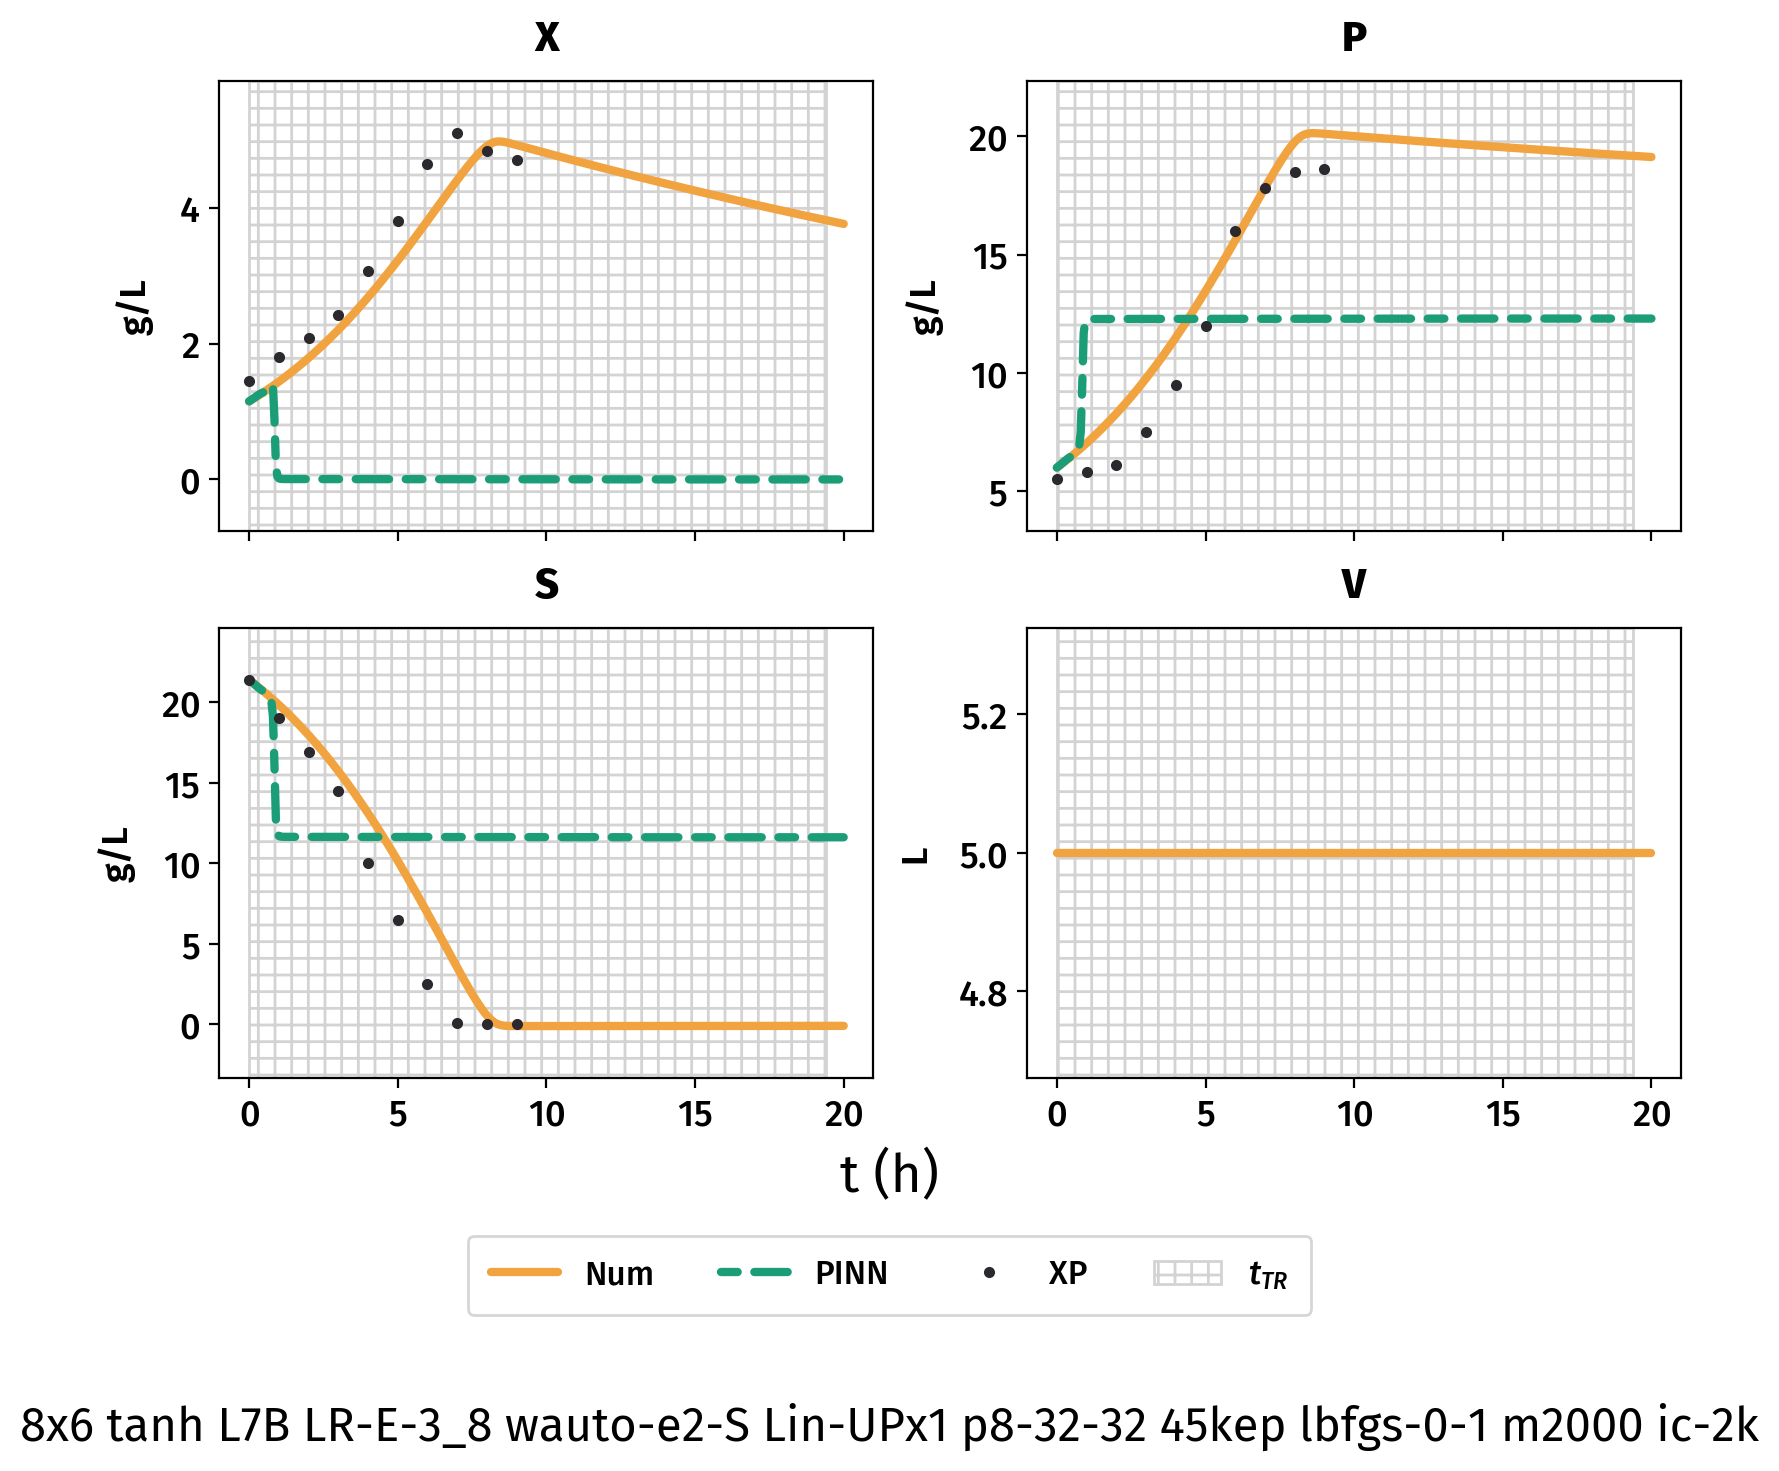 X
P
g/L
4
2
0
g/L
20
15
10
5
S
V
g/L
20
15
10
5
0
L
5.2
5.0
4.8
0 5 10 15 20
0 5 10 15 20
t (h)
Num PINN XP t_TR
8x6 tanh L7B LR-E-3_8 wauto-e2-S Lin-UPx1 p8-32-32 45kep lbfgs-0-1 m2000 ic-2k